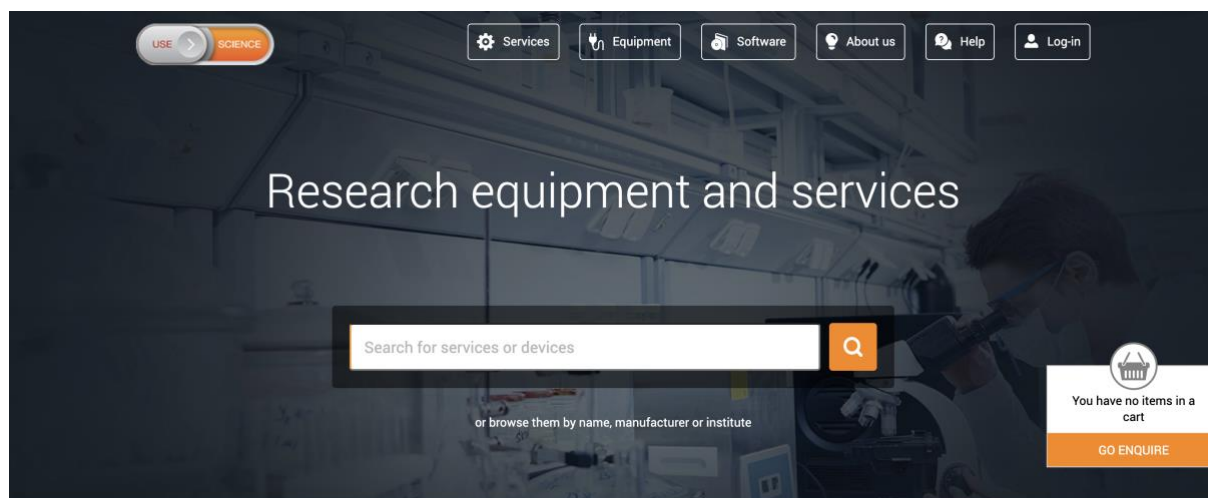 USE SCIENCE
Services
Equipment
Software
About us
Help
Log-in
Research equipment and services
Search for services or devices
or browse them by name, manufacturer or institute
You have no items in a
cart
GO ENQUIRE